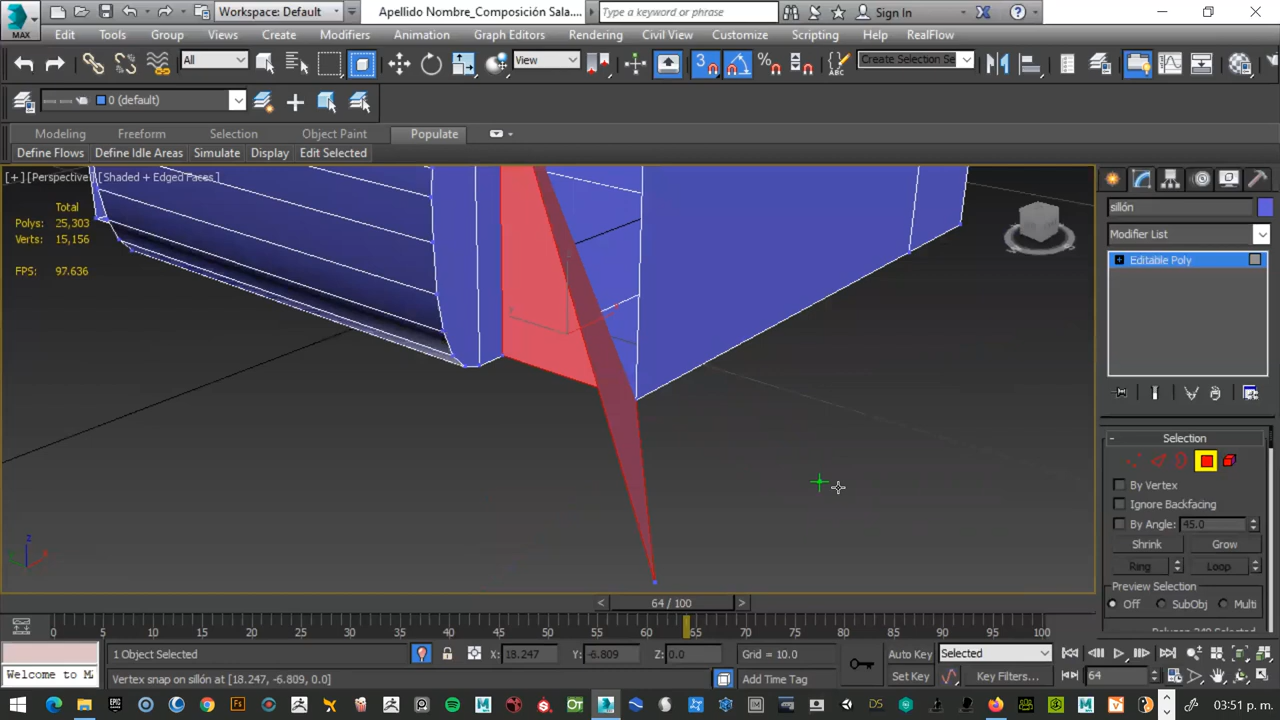 MAX
Workspace: Default
Apellido Nombre_Composición Sala....
Type a keyword or phrase
Sign In
Edit Tools Group Views Create Modifiers Animation Graph Editors Rendering Civil View Customize Scripting Help RealFlow
All
View
3
%
ABC
Create Selection Se
0 (default)
Modeling Freeform Selection Object Paint Populate
Define Flows Define Idle Areas Simulate Display Edit Selected
[+] [Perspective] [Shaded + Edged Faces]
Total
Polys: 25,303
Verts: 15,156
FPS: 97.636
sillón
Modifier List
Editable Poly
Selection
By Vertex
Ignore Backfacing
By Angle: 45.0
Shrink Grow
Ring Loop
Preview Selection
Off SubObj Multi
z
64 / 100
0 5 10 15 20 25 30 35 40 45 50 55 60 65 70 75 80 85 90 95 100
1 Object Selected
X: 18.247 Y: -6.809 Z: 0.0
Grid = 10.0
Auto Key Selected
Welcome to M
Vertex snap on sillón at [18.247, -6.809, 0.0]
Add Time Tag
Set Key Key Filters...
64
03:51 p. m.